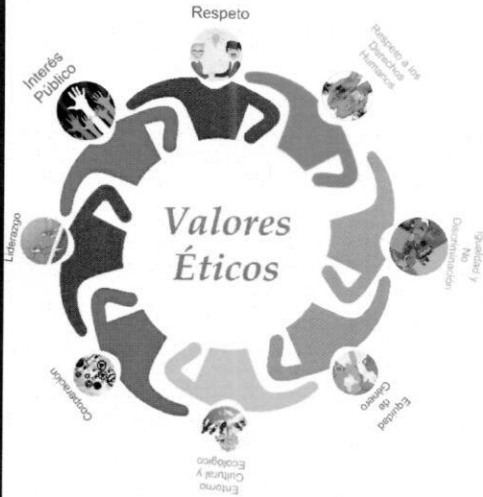 Respeto
Respeto a los
Derechos
Humanos
Igualdad y
No
Discriminación
Equidad
de
Género
Entorno
Cultural y
Ecológico
Cooperación
Liderazgo
Interés
Público
Valores
Éticos